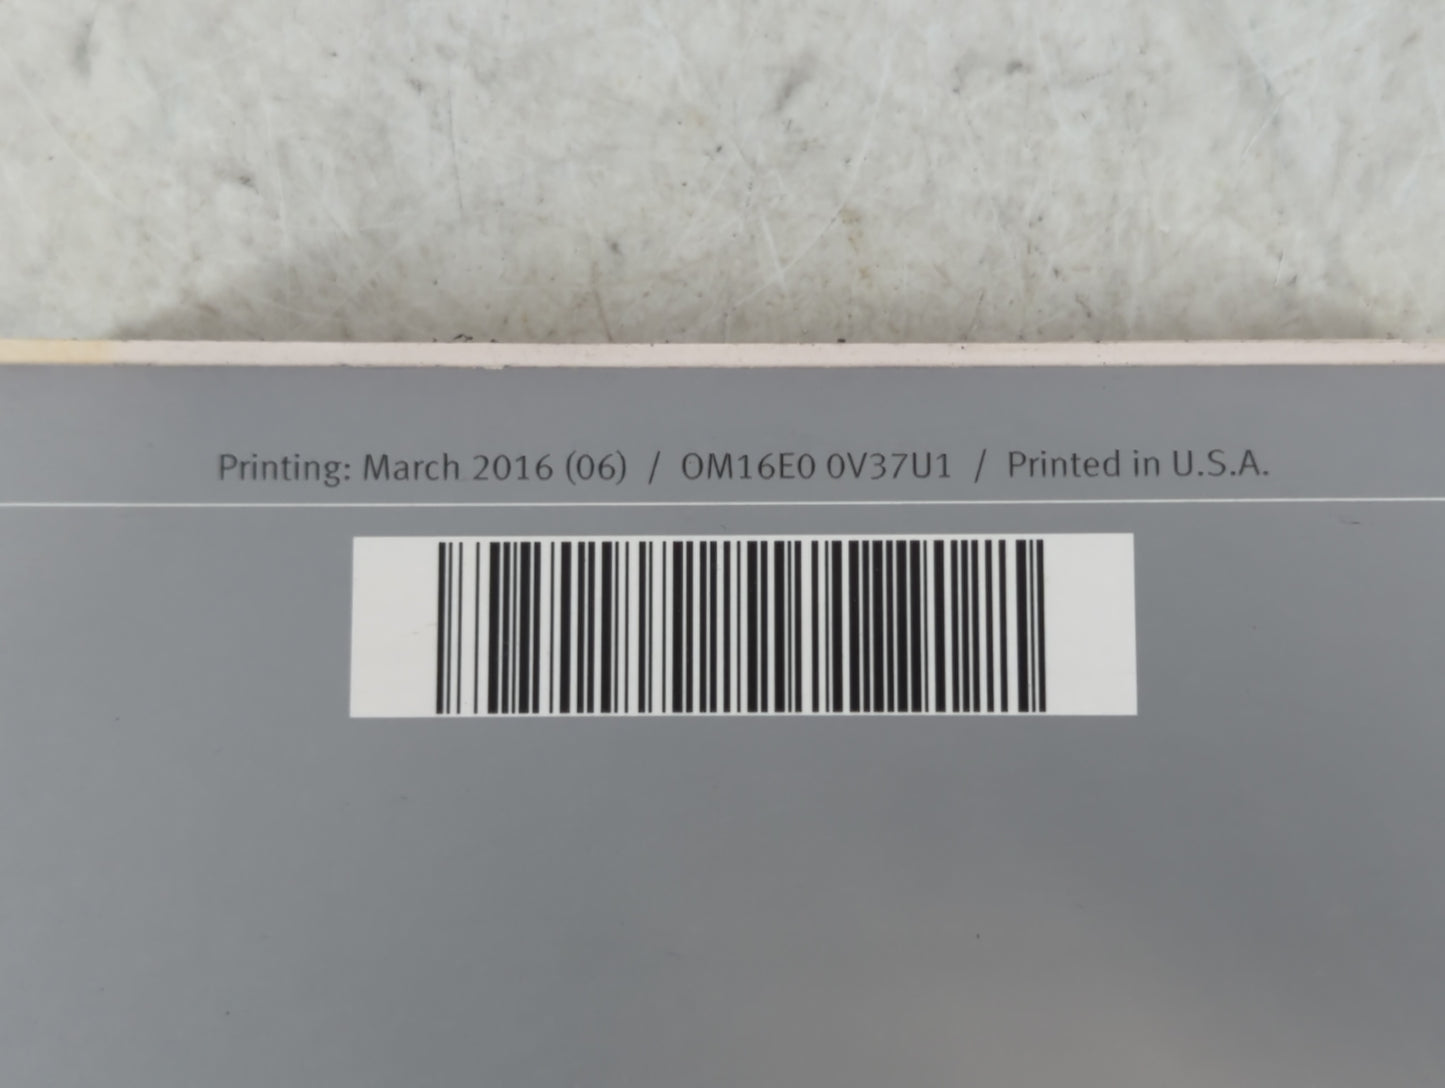 Printing: March 2016 (06) / OM16E0 0V37U1 / Printed in U.S.A.